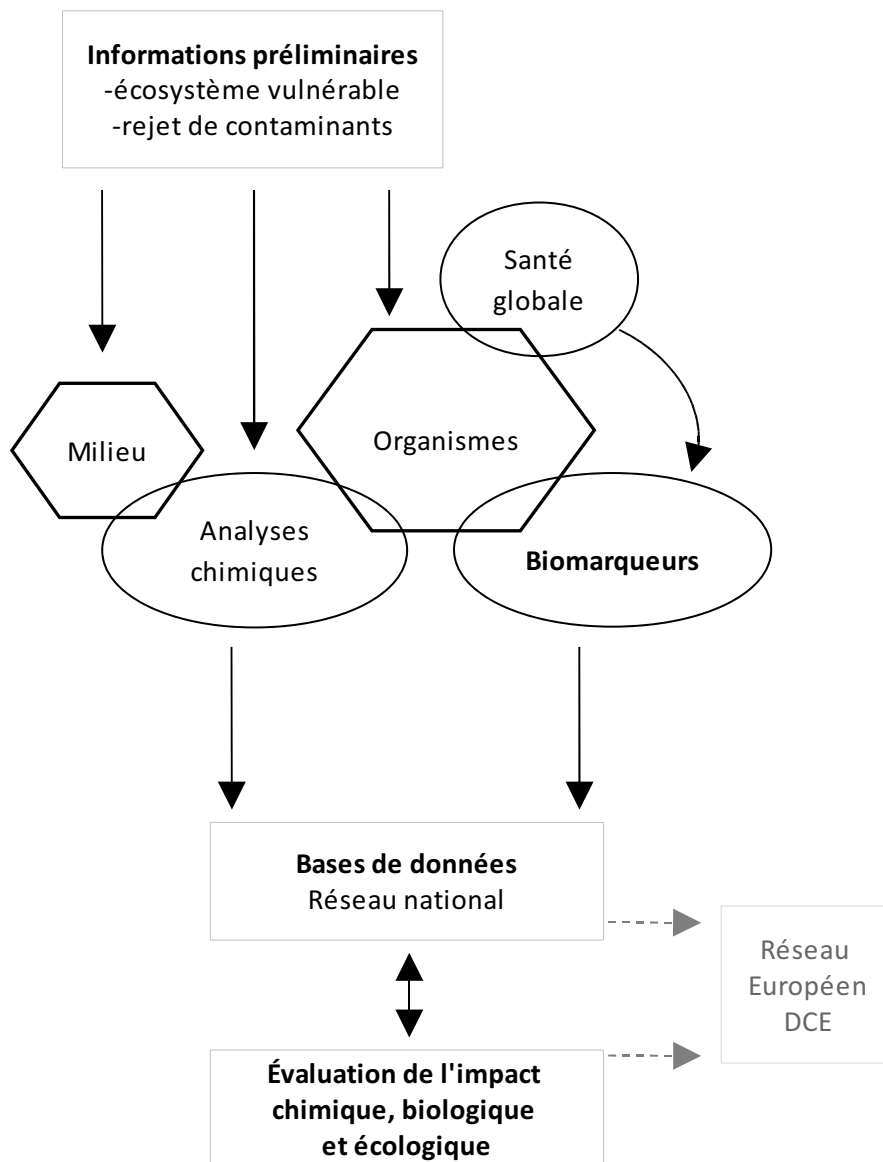 Informations préliminaires
-écosystème vulnérable
-rejet de contaminants
Santé
globale
Milieu
Organismes
Analyses
chimiques
Biomarqueurs
Bases de données
Réseau national
Réseau
Européen
DCE
Évaluation de l'impact
chimique, biologique
et écologique